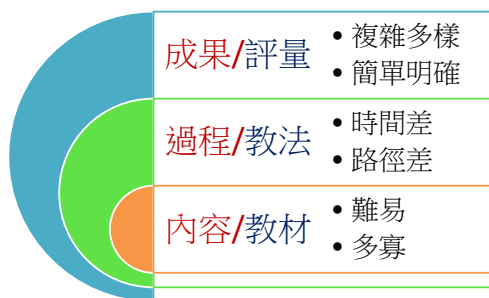 成果/評量
• 複雜多樣
• 簡單明確
過程/教法
• 時間差
• 路徑差
內容/教材
• 難易
• 多寡